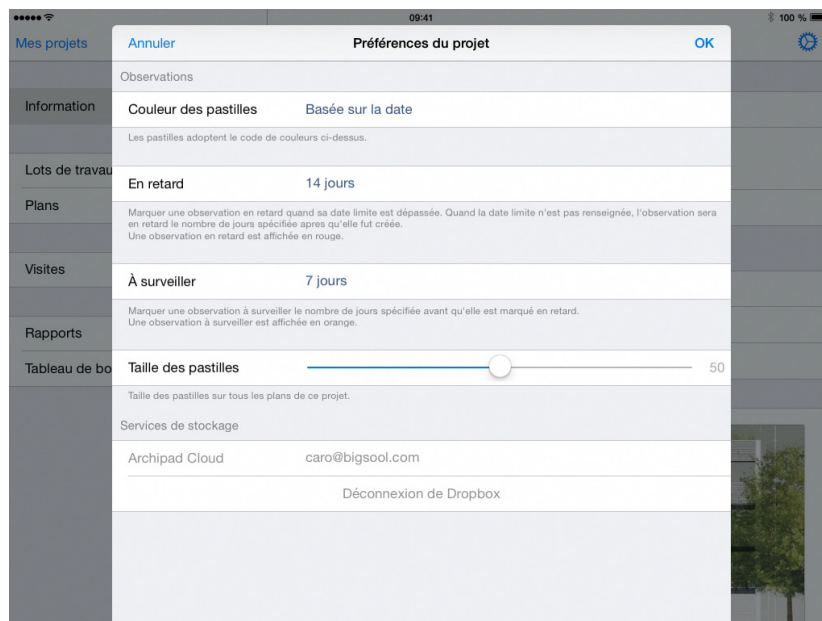 09:41
100 %
Mes projets
Annuler
Préférences du projet
OK
Observations
Information
Couleur des pastilles
Basée sur la date
Les pastilles adoptent le code de couleurs ci-dessus.
Lots de travau
En retard
14 jours
Plans
Marquer une observation en retard quand sa date limite est dépassée. Quand la date limite n'est pas renseignée, l'observation sera
en retard le nombre de jours spécifiée apres qu'elle fut créée.
Une observation en retard est affichée en rouge.
Visites
À surveiller
7 jours
Marquer une observation à surveiller le nombre de jours spécifiée avant qu'elle est marqué en retard.
Une observation à surveiller est affichée en orange.
Rapports
Tableau de bo
Taille des pastilles
50
Taille des pastilles sur tous les plans de ce projet.
Services de stockage
Archipad Cloud
caro@bigsool.com
Déconnexion de Dropbox